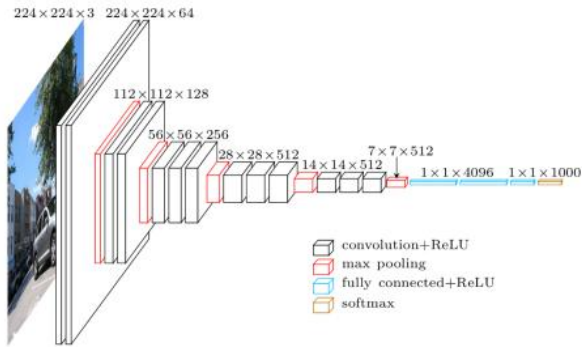 224×224×3 224×224×64
112×112×128
56×56×256
28×28×512
14×14×512
7×7×512
1×1×4096 1×1×1000
convolution+ReLU
max pooling
fully connected+ReLU
softmax